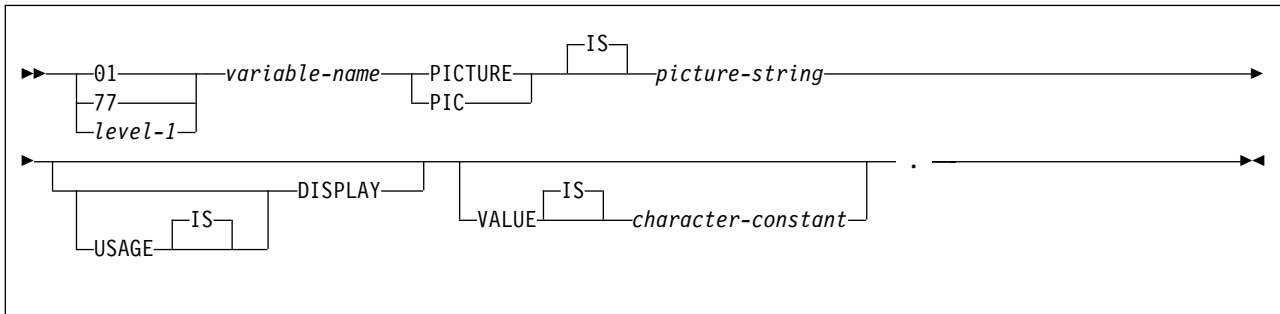 IS
01 variable-name PICTURE picture-string
77 PIC
level-1
DISPLAY .
IS IS
VALUE character-constant
USAGE